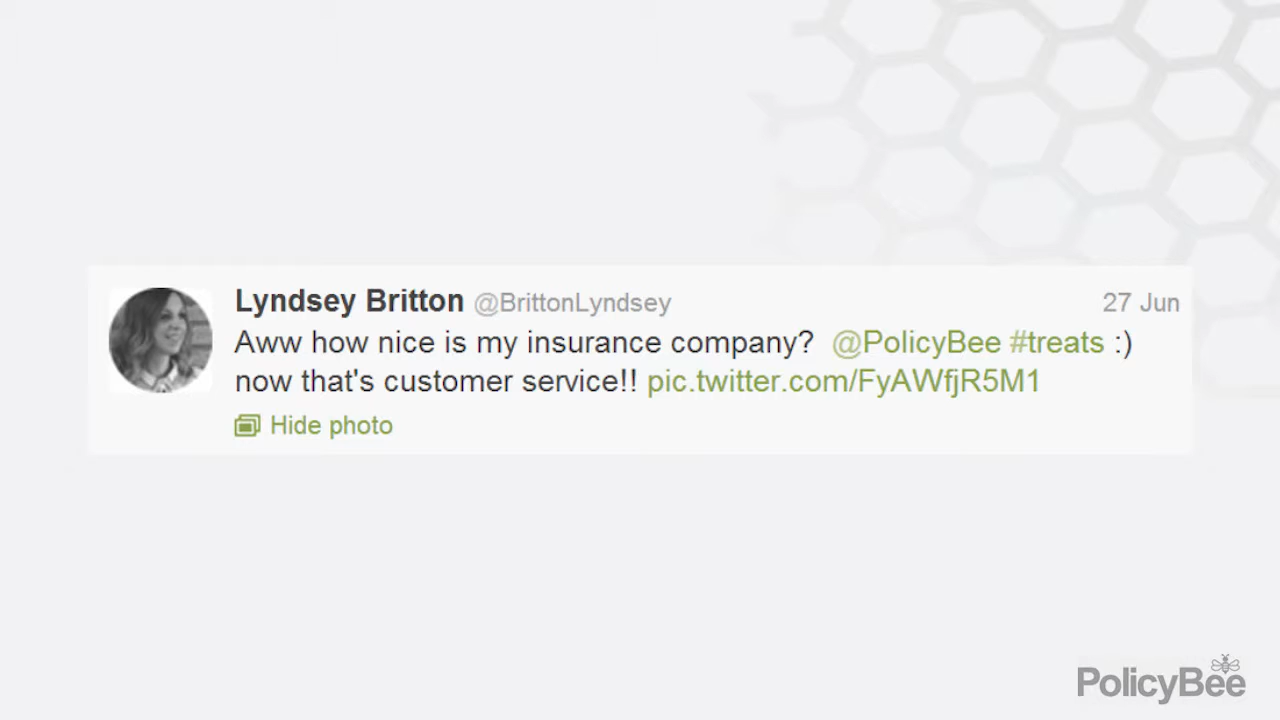 Lyndsey Britton @BrittonLyndsey 27 Jun
Aww how nice is my insurance company? @PolicyBee #treats :)
now that's customer service!! pic.twitter.com/FyAWfjR5M1
Hide photo
PolicyBee